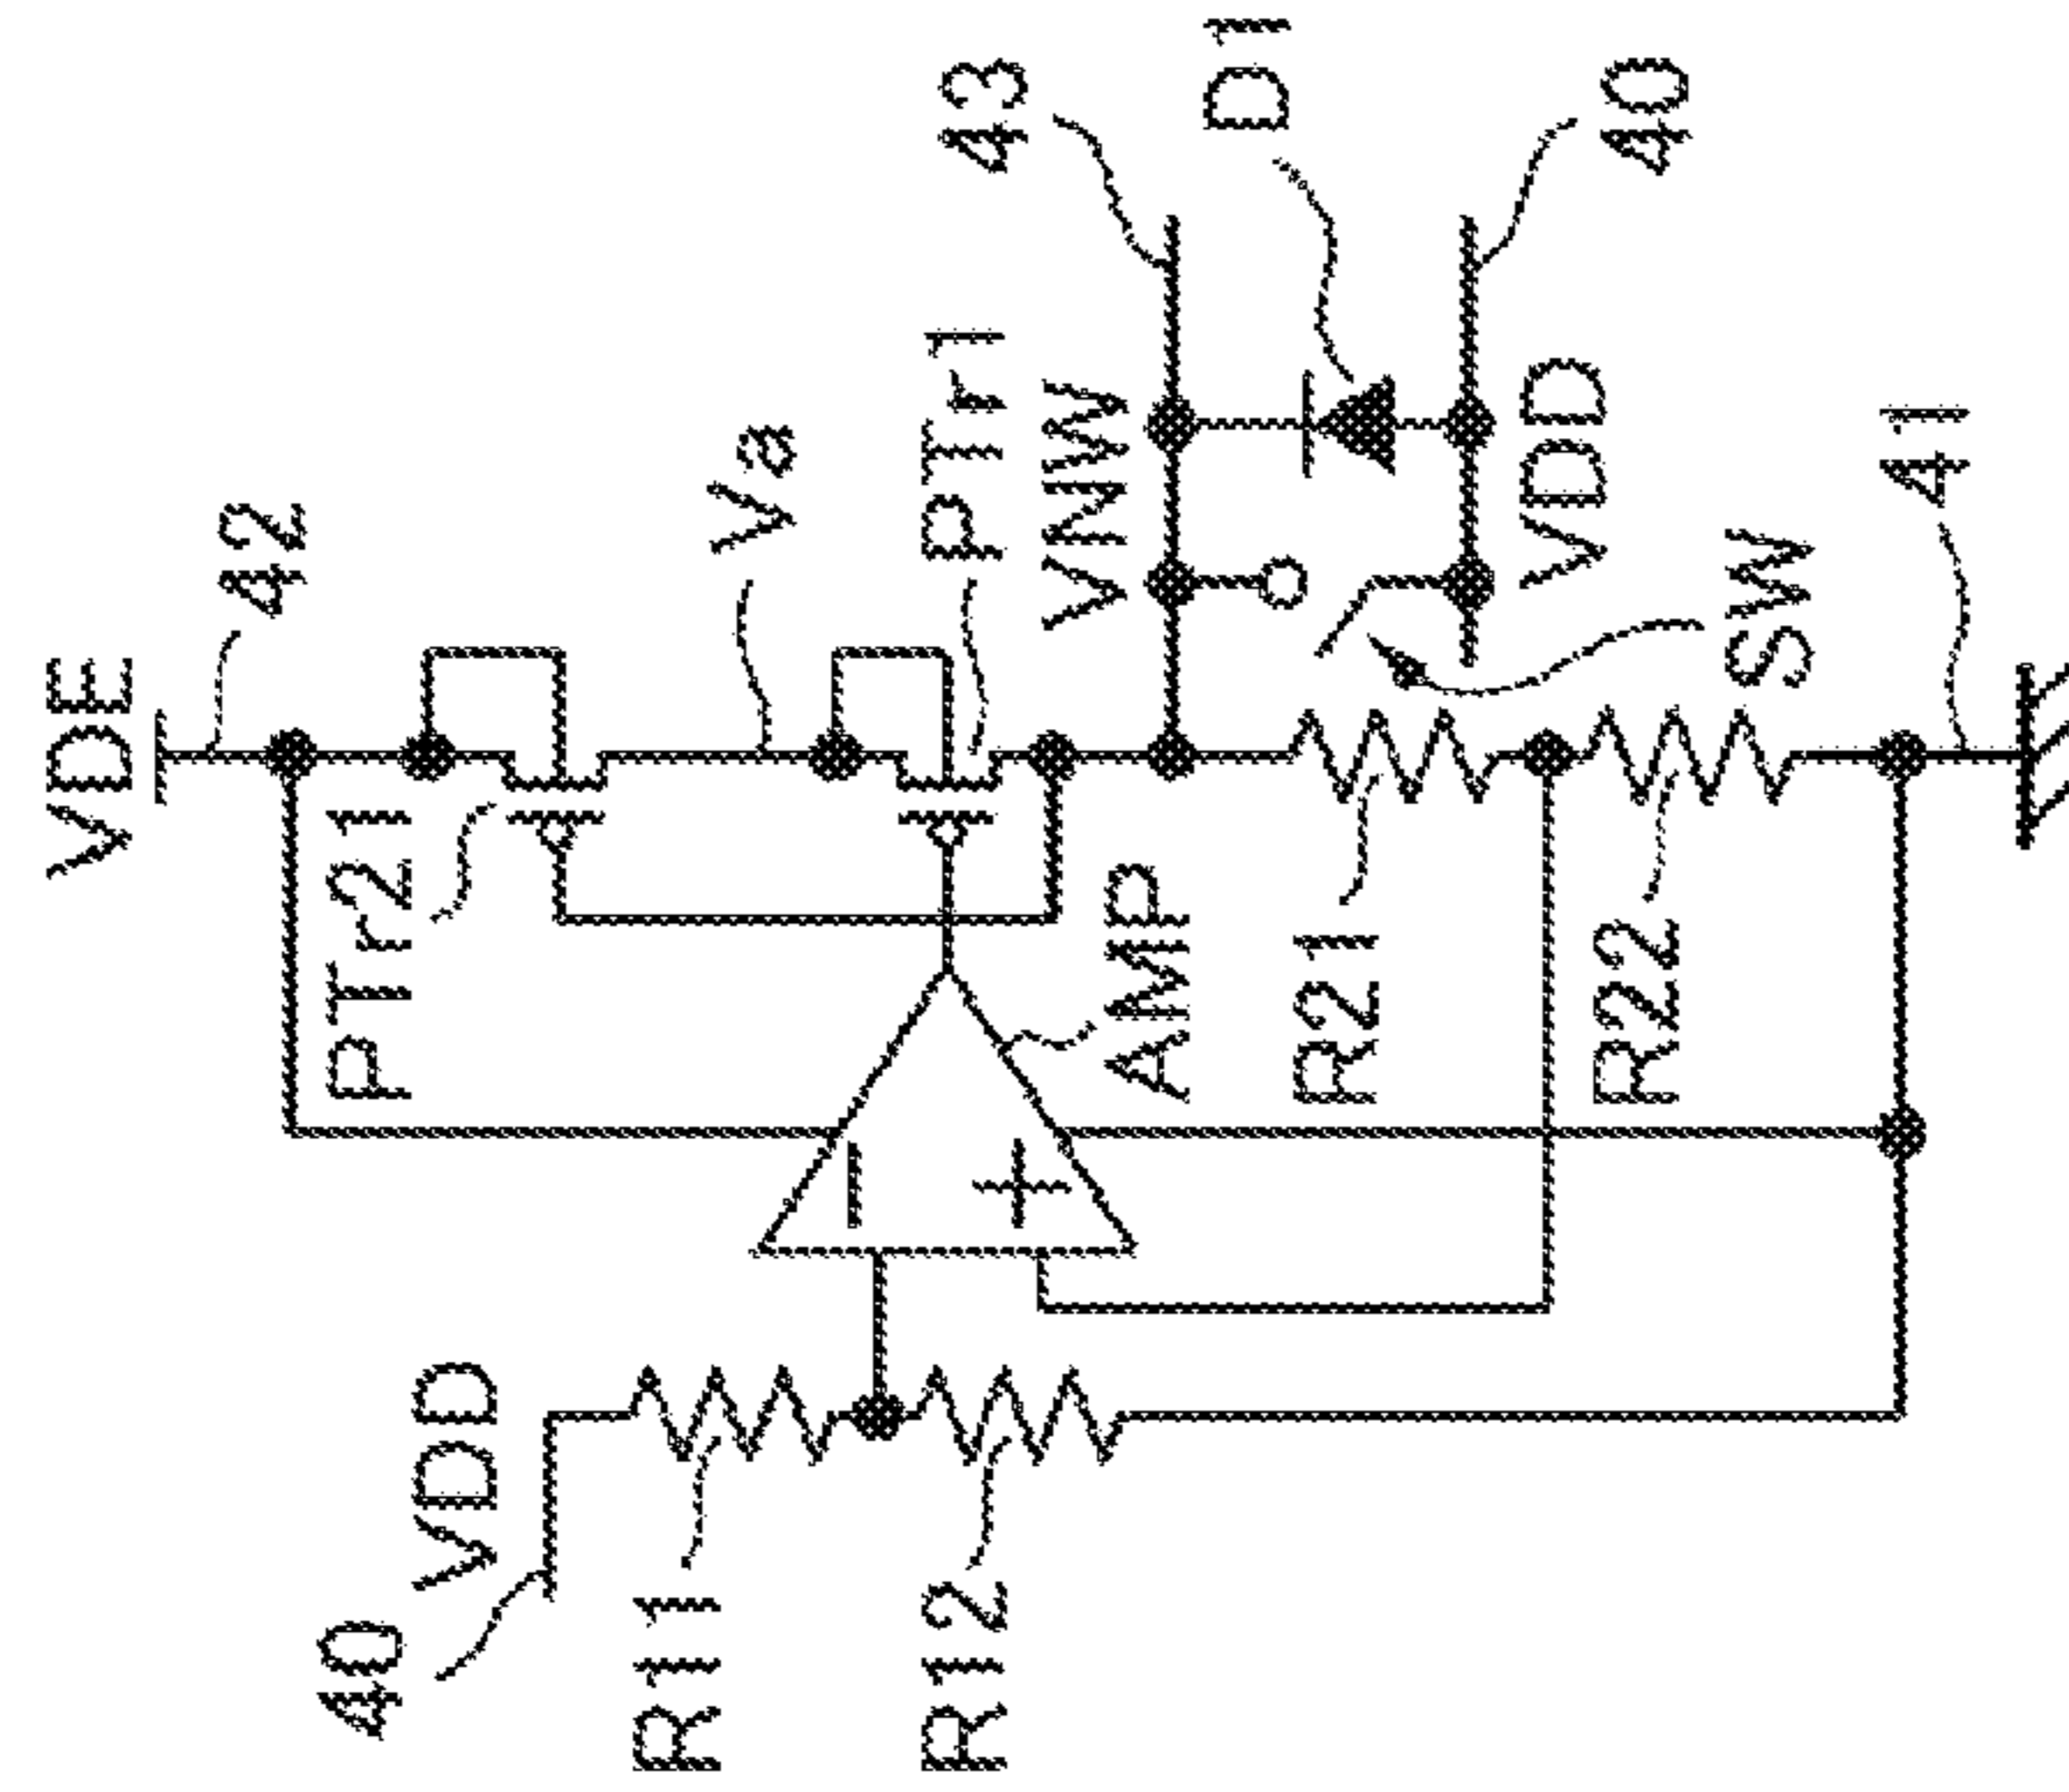 VDE
42
PTr21
Va
PTr1
43
VNW
D1
40
VDD
SW
41
AMP
R21
R22
−
+
40
VDD
R11
R12